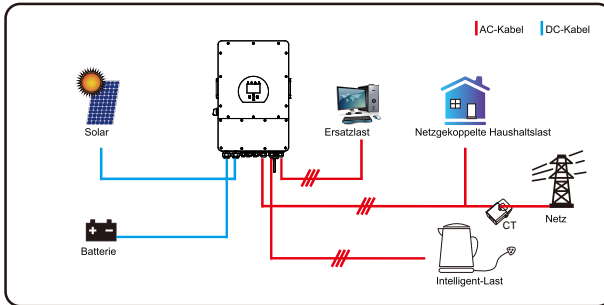 AC-Kabel
DC-Kabel
Solar
Ersatzlast
Netzgekoppelte Haushaltslast
CT
Netz
Batterie
Intelligent-Last